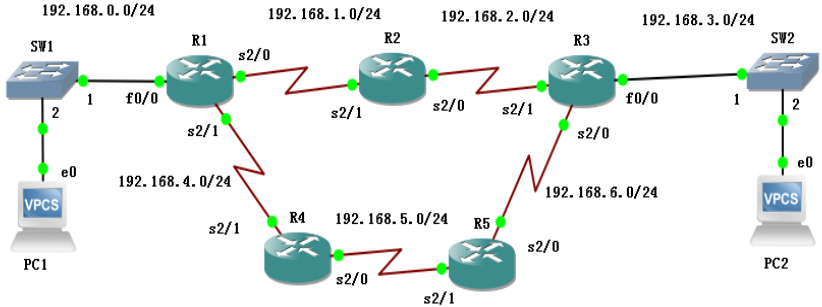 192.168.0.0/24
192.168.1.0/24
192.168.2.0/24
192.168.3.0/24
SW1
R1
R2
R3
SW2
s2/0
1
f0/0
s2/1
s2/0
s2/1
f0/0
1
2
s2/1
s2/0
2
e0
e0
192.168.4.0/24
192.168.6.0/24
VPCS
VPCS
R4
192.168.5.0/24
R5
s2/1
s2/0
PC1
PC2
s2/0
s2/1